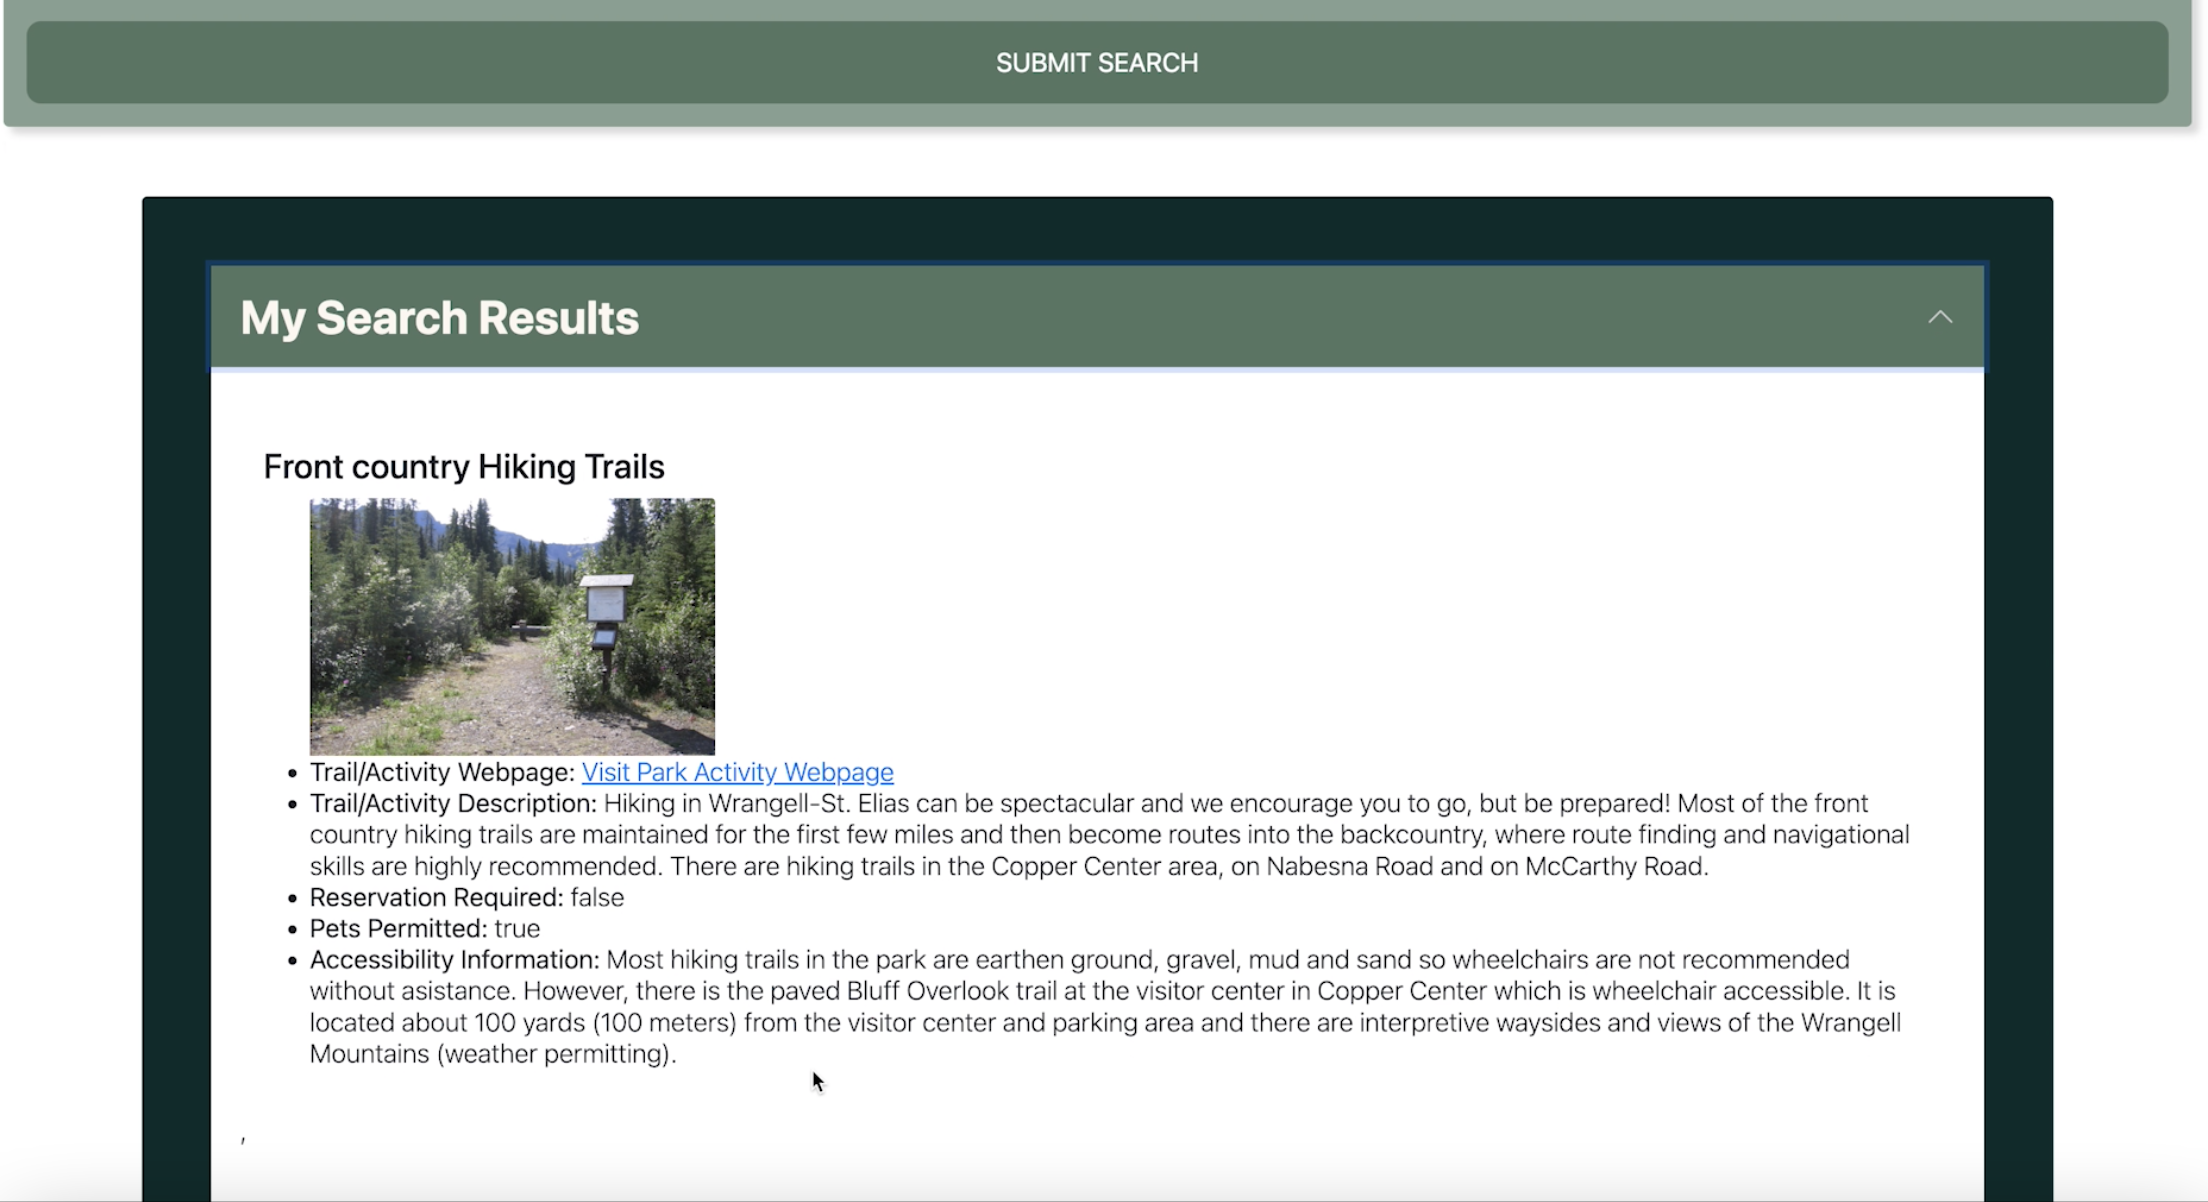 SUBMIT SEARCH
My Search Results
Front country Hiking Trails
• Trail/Activity Webpage: Visit Park Activity Webpage
• Trail/Activity Description: Hiking in Wrangell-St. Elias can be spectacular and we encourage you to go, but be prepared! Most of the front
country hiking trails are maintained for the first few miles and then become routes into the backcountry, where route finding and navigational
skills are highly recommended. There are hiking trails in the Copper Center area, on Nabesna Road and on McCarthy Road.
• Reservation Required: false
• Pets Permitted: true
• Accessibility Information: Most hiking trails in the park are earthen ground, gravel, mud and sand so wheelchairs are not recommended
without asistance. However, there is the paved Bluff Overlook trail at the visitor center in Copper Center which is wheelchair accessible. It is
located about 100 yards (100 meters) from the visitor center and parking area and there are interpretive waysides and views of the Wrangell
Mountains (weather permitting).
,